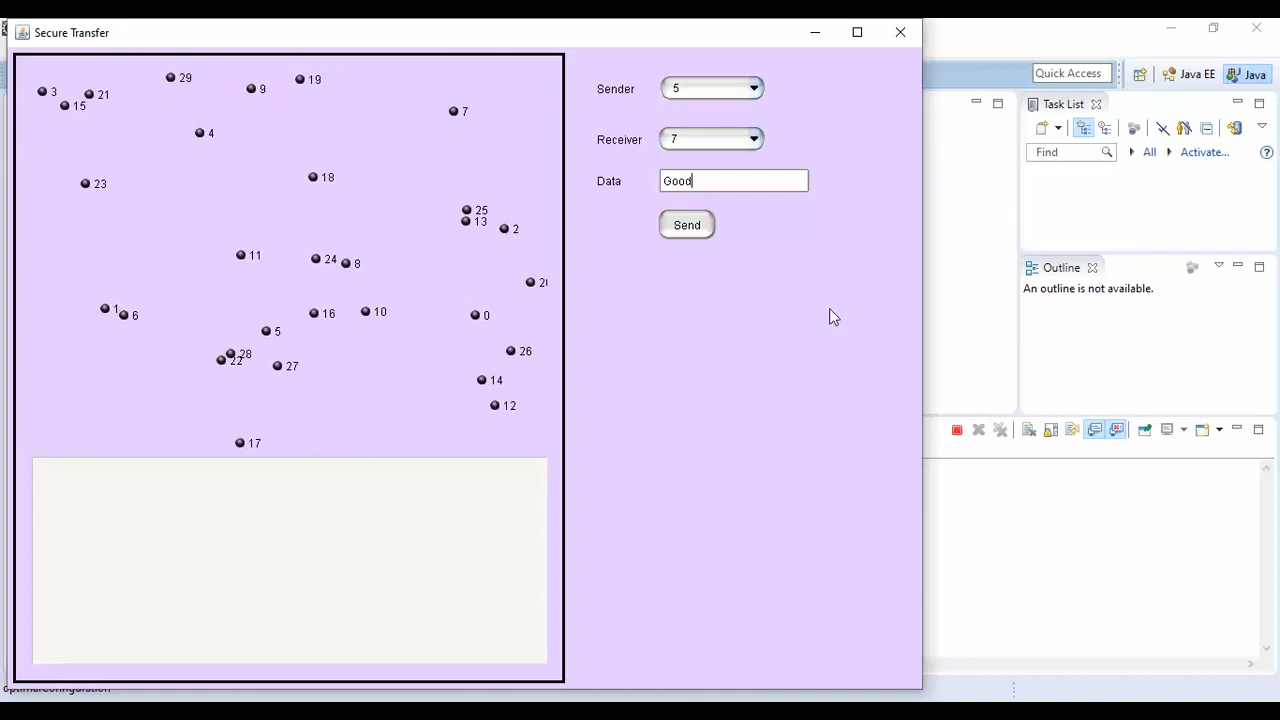 Secure Transfer
29
19
9
3
21
15
7
4
18
23
25
13
2
11
24
8
1
6
16
10
0
5
26
28
22
27
14
12
17
Sender
5
Receiver
7
Data
Good
Send
Quick Access
Java EE
Java
Task List
Find
All
Activate...
Outline
An outline is not available.